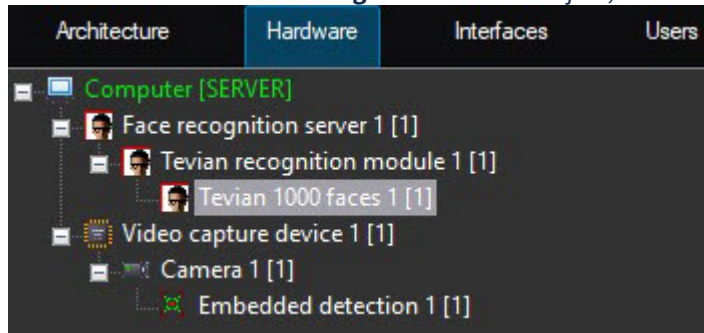 Architecture Hardware Interfaces Users
Computer [SERVER]
Face recognition server 1 [1]
Tevian recognition module 1 [1]
Tevian 1000 faces 1 [1]
Video capture device 1 [1]
Camera 1 [1]
Embedded detection 1 [1]